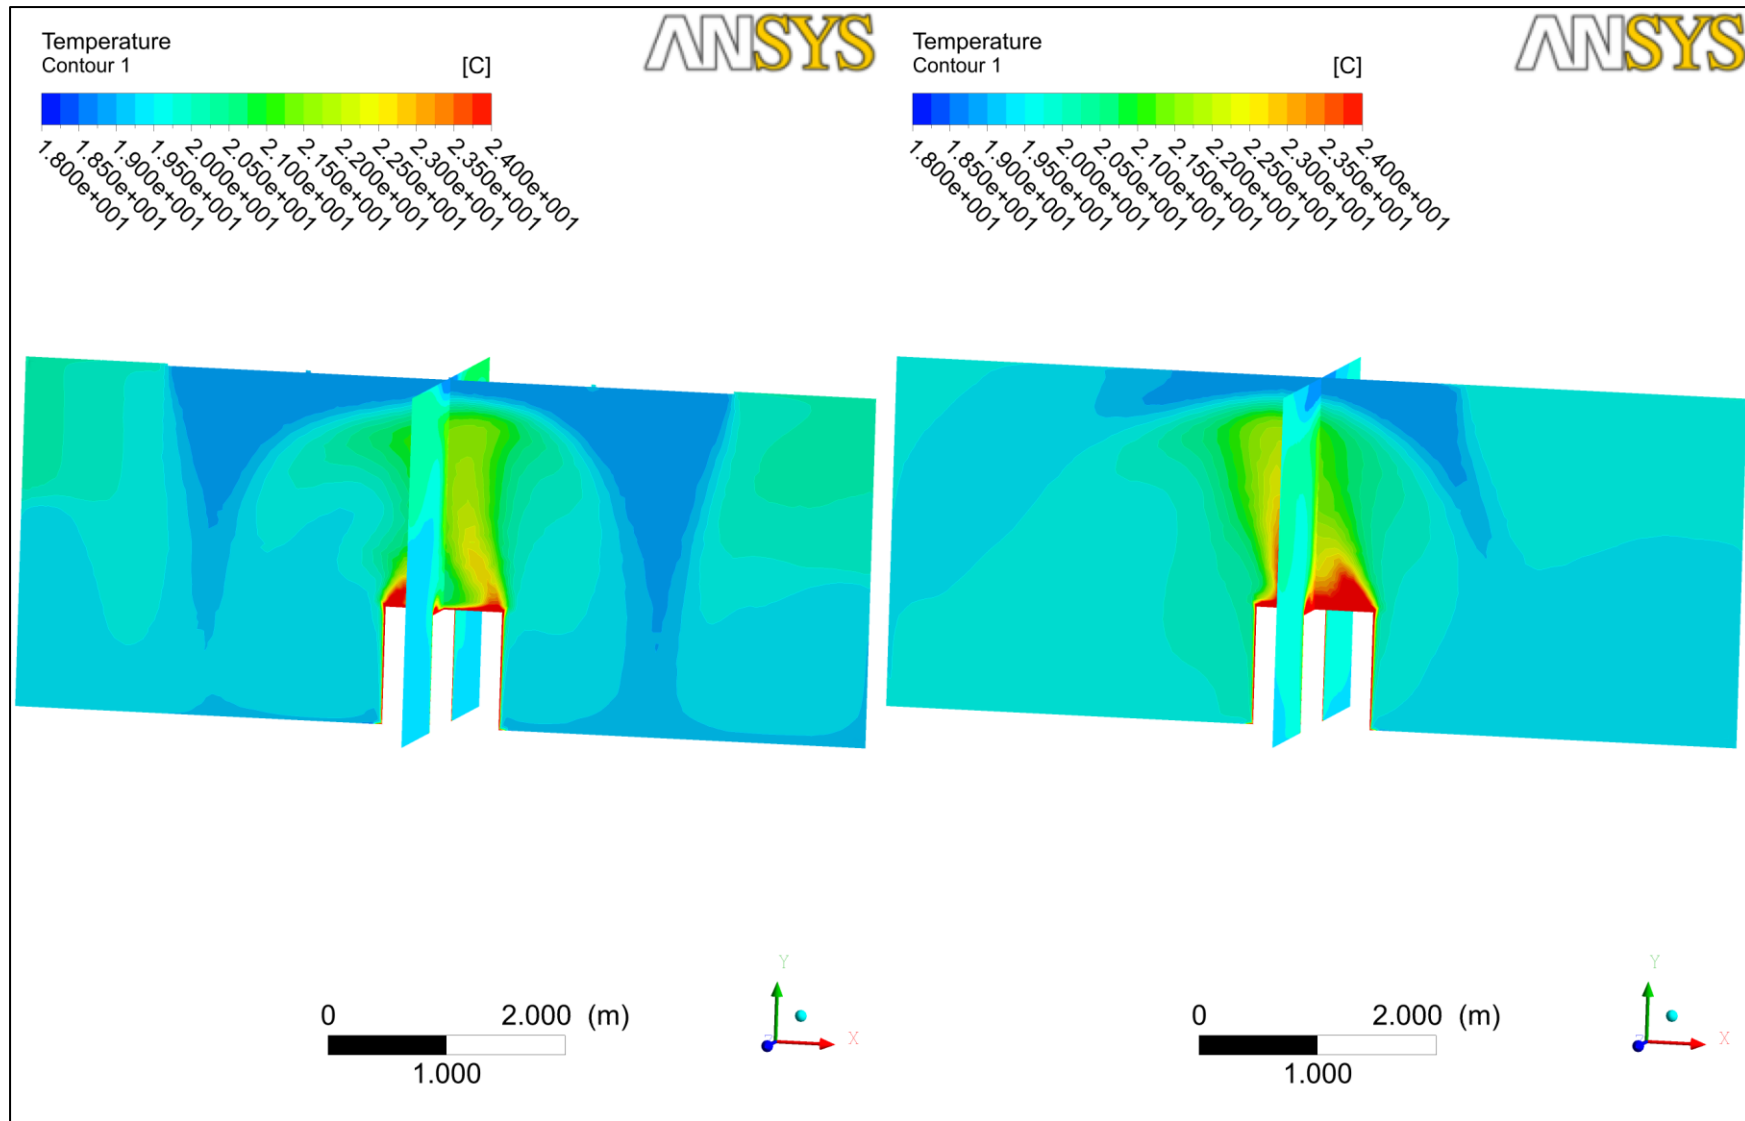 Temperature
Contour 1 [C]
ANSYS
1.800e+001
1.850e+001
1.900e+001
1.950e+001
2.000e+001
2.050e+001
2.100e+001
2.150e+001
2.200e+001
2.250e+001
2.300e+001
2.350e+001
2.400e+001
0 2.000 (m)
1.000
Y
X
Temperature
Contour 1 [C]
ANSYS
1.800e+001
1.850e+001
1.900e+001
1.950e+001
2.000e+001
2.050e+001
2.100e+001
2.150e+001
2.200e+001
2.250e+001
2.300e+001
2.350e+001
2.400e+001
0 2.000 (m)
1.000
Y
X